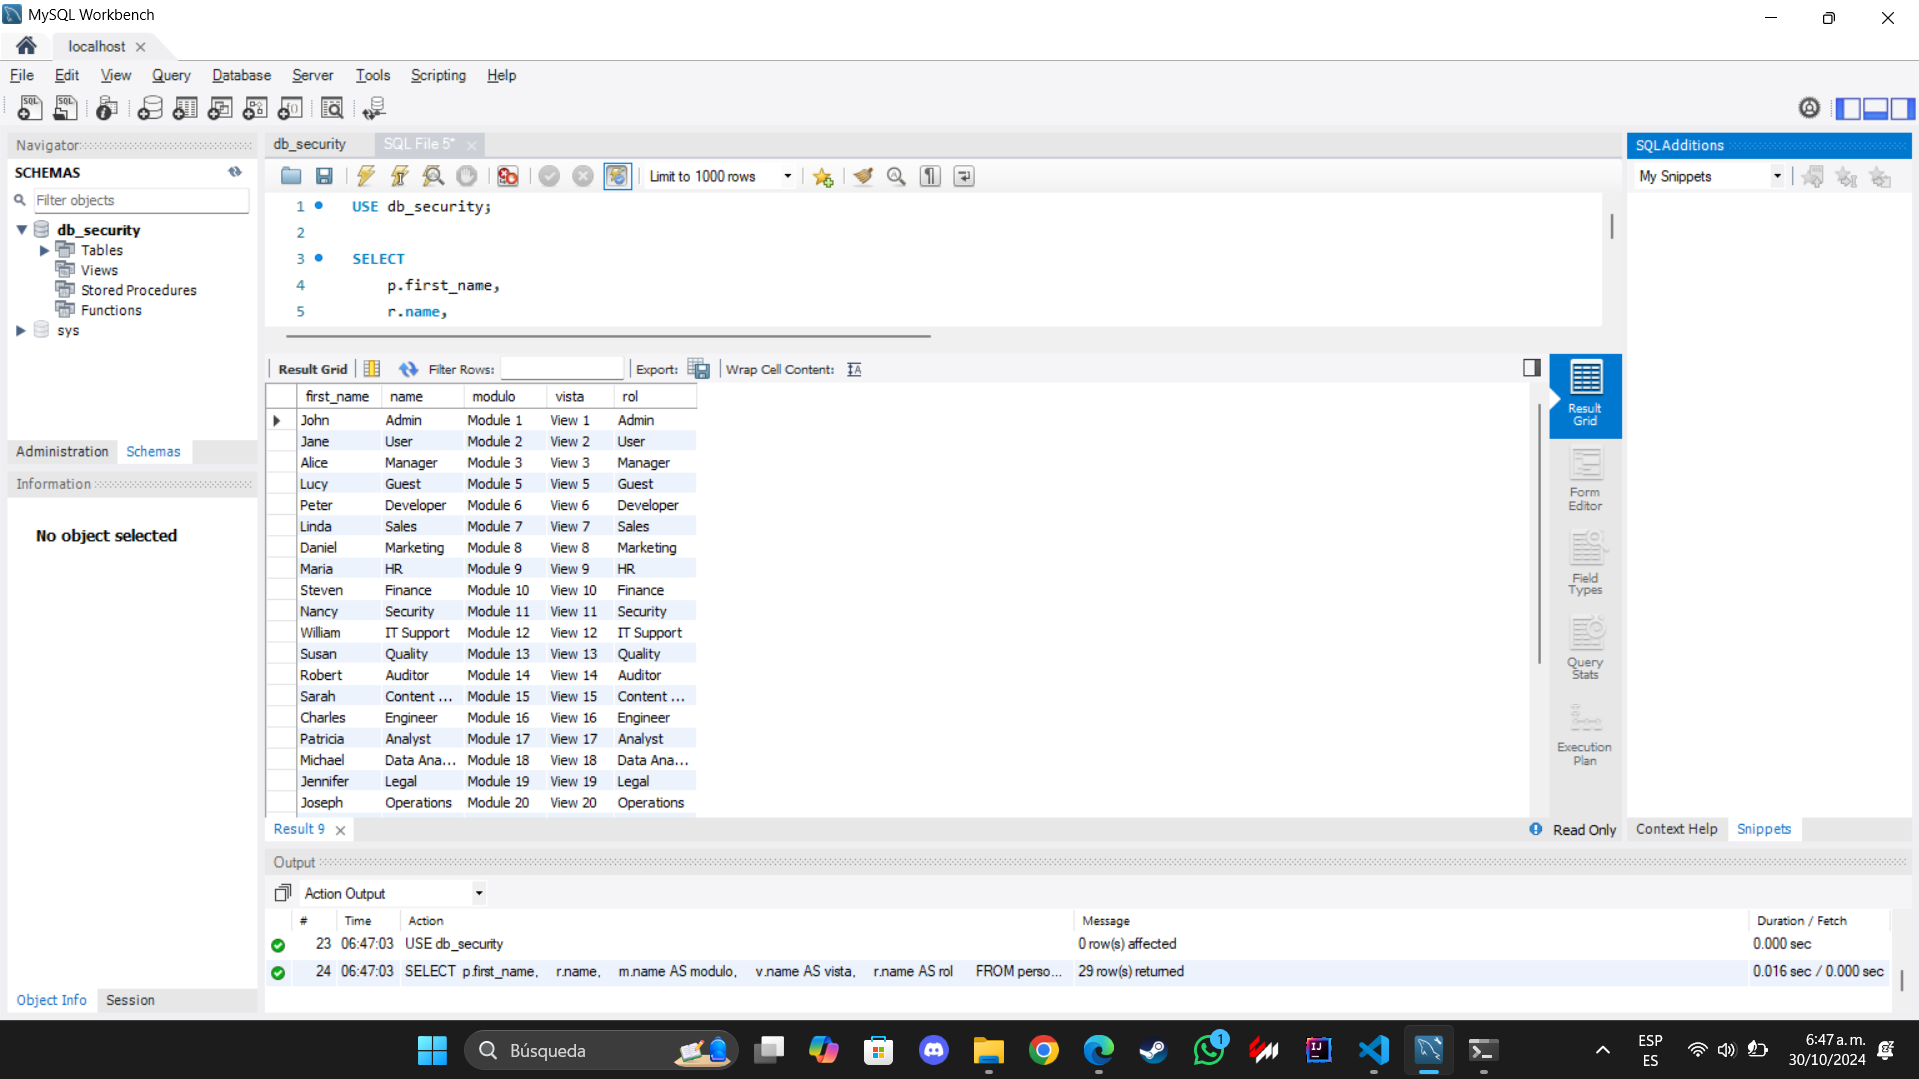 MySQL Workbench
localhost
File Edit View Query Database Server Tools Scripting Help
Navigator
SCHEMAS
Filter objects
db_security
Tables
Views
Stored Procedures
Functions
sys
Administration Schemas
Information
No object selected
Object Info Session
db_security SQL File 5*
Limit to 1000 rows
1 USE db_security;
2
3 SELECT
4 p.first_name,
5 r.name,
Result Grid Filter Rows: Export: Wrap Cell Content:
first_name name modulo vista rol
John Admin Module 1 View 1 Admin
Jane User Module 2 View 2 User
Alice Manager Module 3 View 3 Manager
Lucy Guest Module 5 View 5 Guest
Peter Developer Module 6 View 6 Developer
Linda Sales Module 7 View 7 Sales
Daniel Marketing Module 8 View 8 Marketing
Maria HR Module 9 View 9 HR
Steven Finance Module 10 View 10 Finance
Nancy Security Module 11 View 11 Security
William IT Support Module 12 View 12 IT Support
Susan Quality Module 13 View 13 Quality
Robert Auditor Module 14 View 14 Auditor
Sarah Content ... Module 15 View 15 Content ...
Charles Engineer Module 16 View 16 Engineer
Patricia Analyst Module 17 View 17 Analyst
Michael Data Ana... Module 18 View 18 Data Ana...
Jennifer Legal Module 19 View 19 Legal
Joseph Operations Module 20 View 20 Operations
Result Grid
Form Editor
Field Types
Query Stats
Execution Plan
Result 9
Read Only
SQLAdditions
My Snippets
Context Help Snippets
Output
Action Output
# Time Action Message Duration / Fetch
23 06:47:03 USE db_security 0 row(s) affected 0.000 sec
24 06:47:03 SELECT p.first_name, r.name, m.name AS modulo, v.name AS vista, r.name AS rol FROM perso... 29 row(s) returned 0.016 sec / 0.000 sec
Búsqueda
1
ESP
ES
6:47 a. m.
30/10/2024